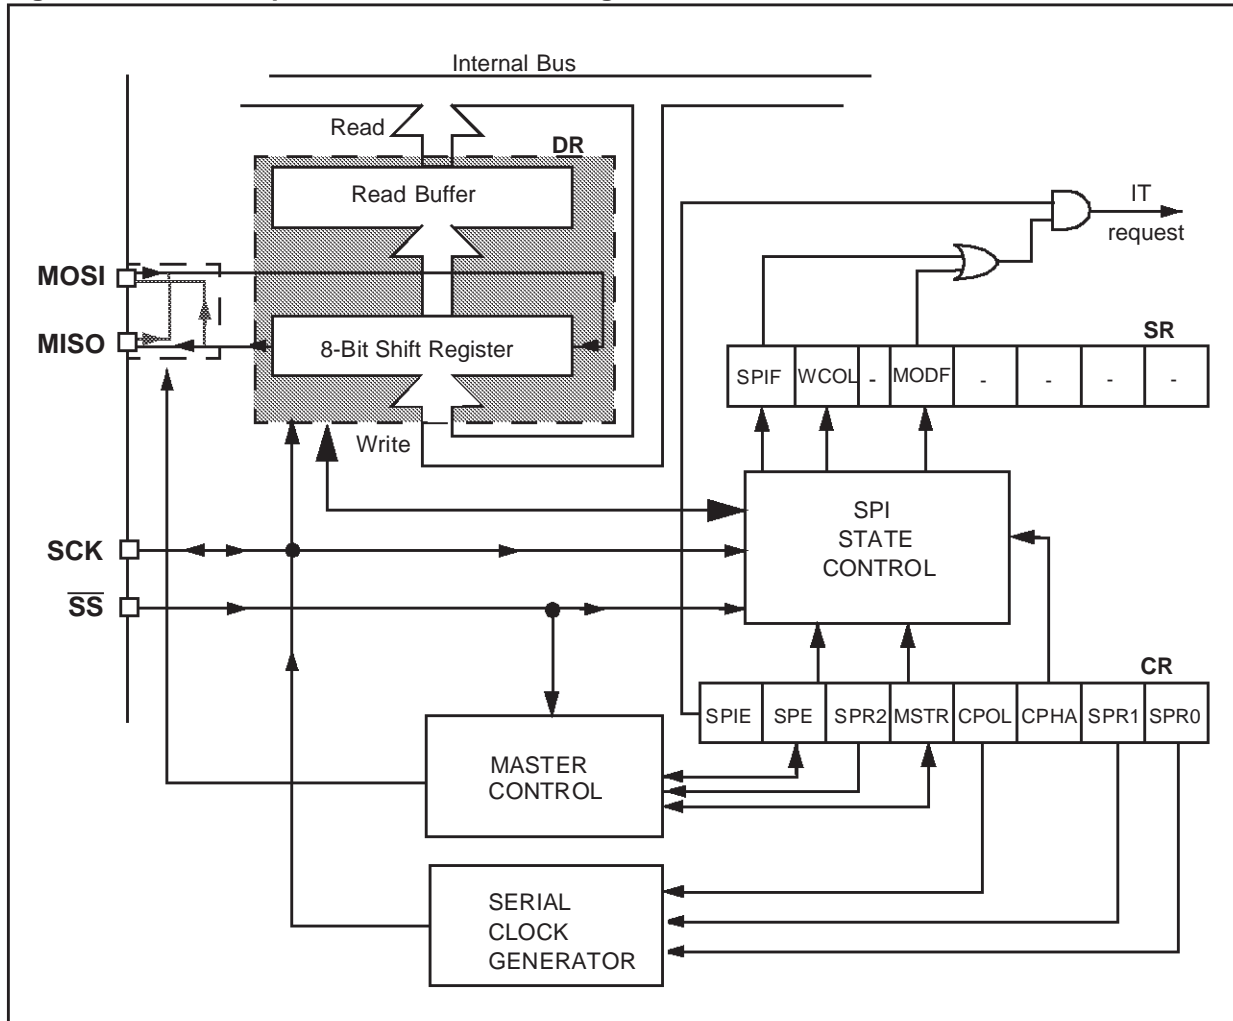 Internal Bus
Read
DR
Read Buffer
IT
request
MOSI
MISO
8-Bit Shift Register
SR
SPIF WCOL - MODF - - - -
Write
SPI
STATE
CONTROL
SCK
SS
CR
SPIE SPE SPR2 MSTR CPOL CPHA SPR1 SPR0
MASTER
CONTROL
SERIAL
CLOCK
GENERATOR